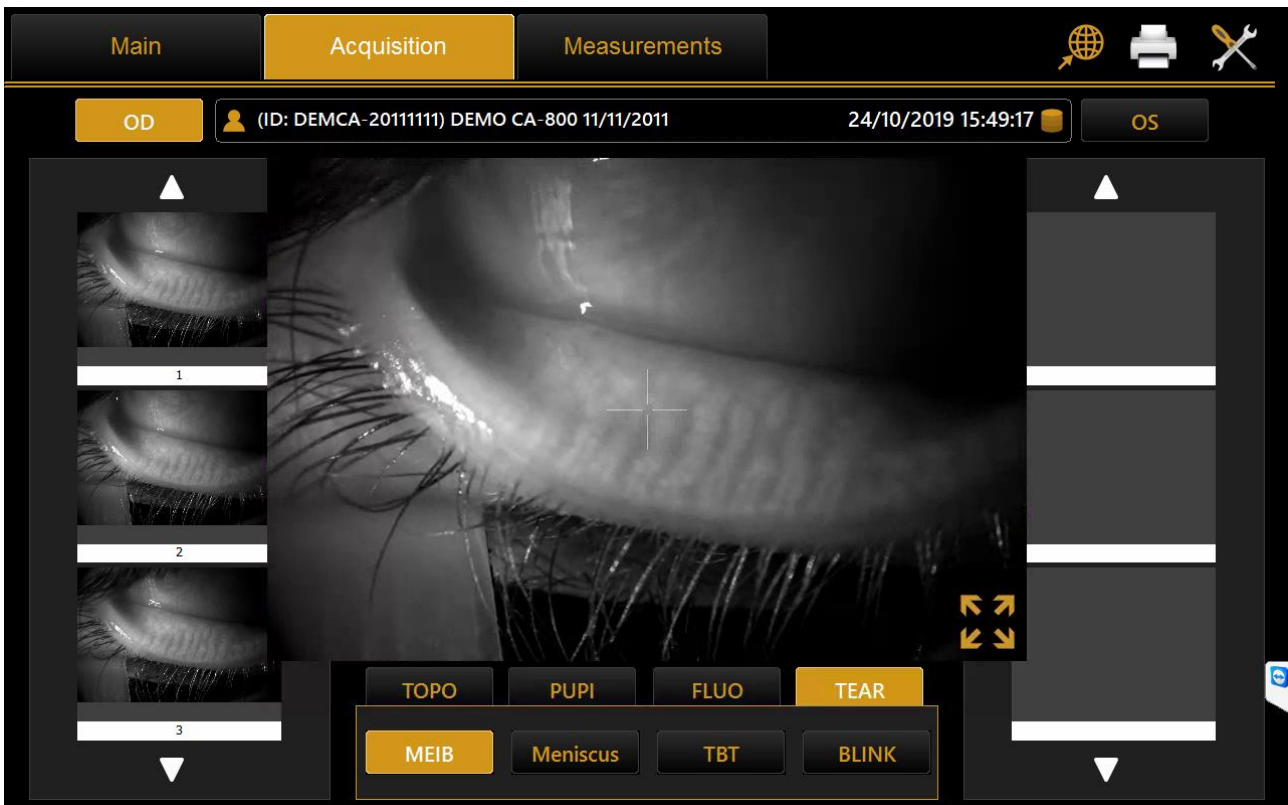 Main
Acquisition
Measurements
OD
(ID: DEMCA-20111111) DEMO CA-800 11/11/2011
24/10/2019 15:49:17
OS
1
2
3
TOPO
PUPI
FLUO
TEAR
MEIB
Meniscus
TBT
BLINK